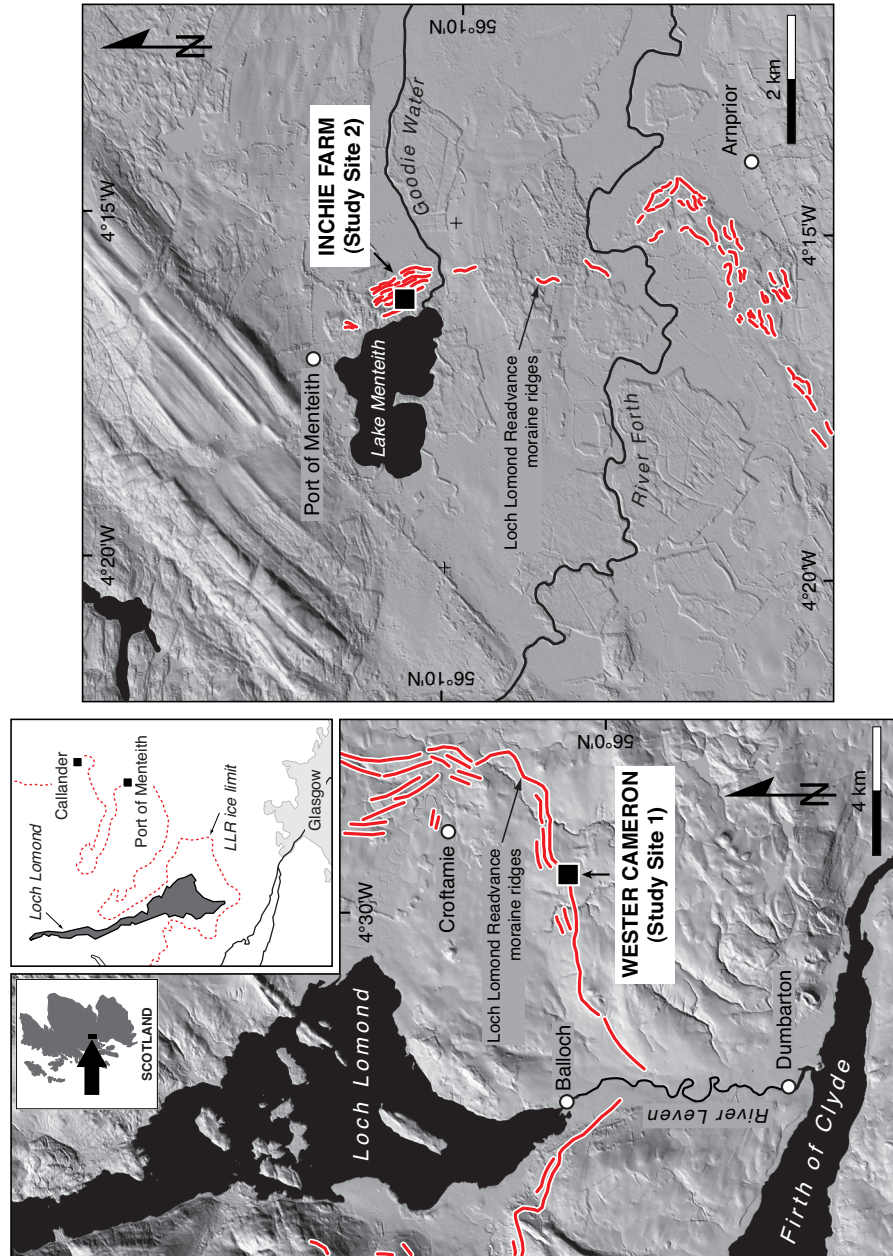 SCOTLAND
Loch Lomond
Callander
Port of Menteith
LLR ice limit
Glasgow
4°30'W
Loch Lomond
Croftamie
Loch Lomond Readvance
moraine ridges
56°0'N
WESTER CAMERON
(Study Site 1)
Balloch
River Leven
Dumbarton
Firth of Clyde
N
4 km
4°20'W
4°15'W
N
56°10'N
56°10'N
Port of Menteith
Lake Menteith
INCHIE FARM
(Study Site 2)
Goodie Water
Loch Lomond Readvance
moraine ridges
River Forth
Arnprior
2 km
4°20'W
4°15'W